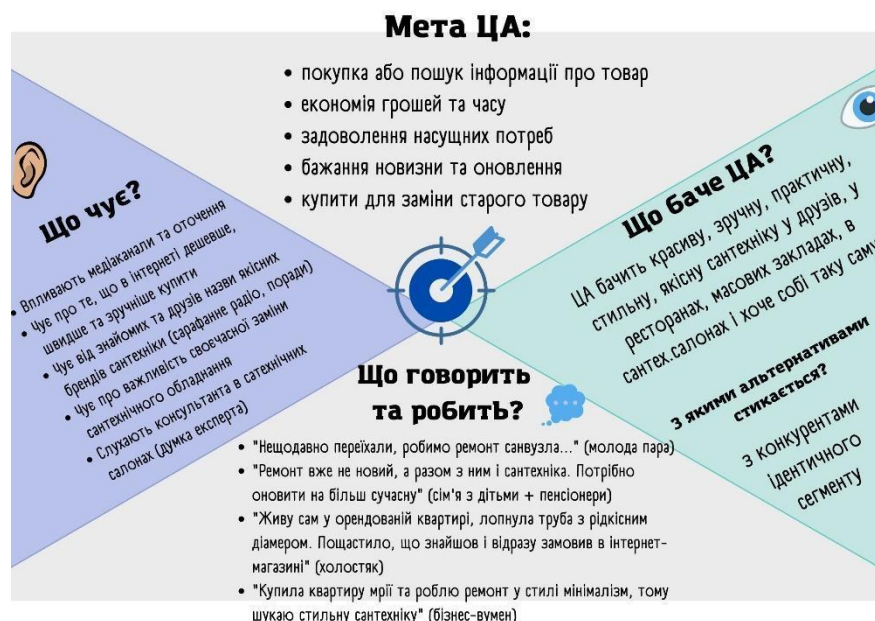 Мета ЦА:
• покупка або пошук інформації про товар
• економія грошей та часу
• задоволення насущних потреб
• бажання новизни та оновлення
• купити для заміни старого товару
Що чує?
• Впливають медіаканали та оточення
• Чує про те, що в інтернеті дешевше,
швидше та зручніше купити
• Чує від знайомих та друзів назви якісних
брендів сантехніки (сарафанне радіо, поради)
• Чує про важливість своєчасної заміни
сантехнічного обладнання
• Слухають консультанта в сатехнічних
салонах (думка експерта)
Що баче ЦА?
ЦА бачить красиву, зручну, практичну,
стильну, якісну сантехніку у друзів, у
ресторанах, масових закладах, в
сантех.салонах і хоче собі таку саму
З якими альтернативами
стикається?
з конкурентами
ідентичного
сегменту
Що говорить
та робить?
• "Нещодавно переїхали, робимо ремонт санвузла..." (молода пара)
• "Ремонт вже не новий, а разом з ним і сантехніка. Потрібно
оновити на більш сучасну" (сім'я з дітьми + пенсіонери)
• "Живу сам у орендованій квартирі, лопнула труба з рідкісним
діамером. Пощастило, що знайшов і відразу замовив в інтернет-
магазині" (холостяк)
• "Купила квартиру мрії та роблю ремонт у стилі мінімалізм, тому
шукаю стильну сантехніку" (бізнес-вумен)